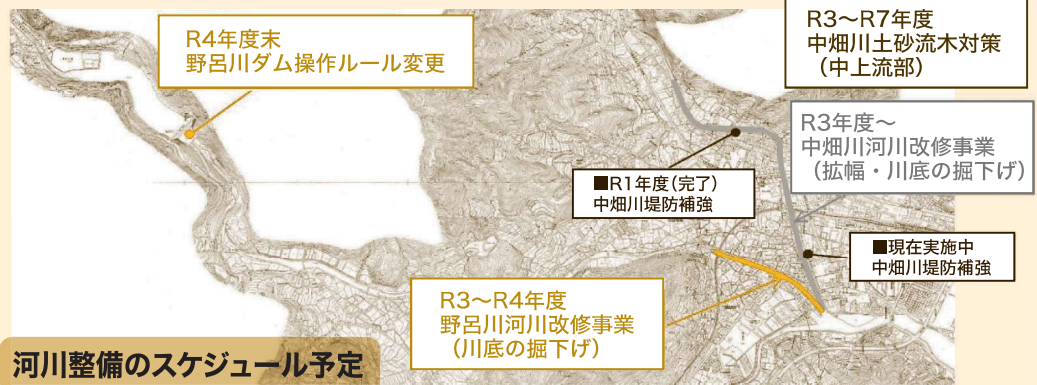 R4年度末
野呂川ダム操作ルール変更
R3～R7年度
中畑川土砂流木対策
（中上流部）
R3年度～
中畑川河川改修事業
（拡幅・川底の掘下げ）
■R1年度（完了）
中畑川堤防補強
■現在実施中
中畑川堤防補強
R3～R4年度
野呂川河川改修事業
（川底の掘下げ）
河川整備のスケジュール予定